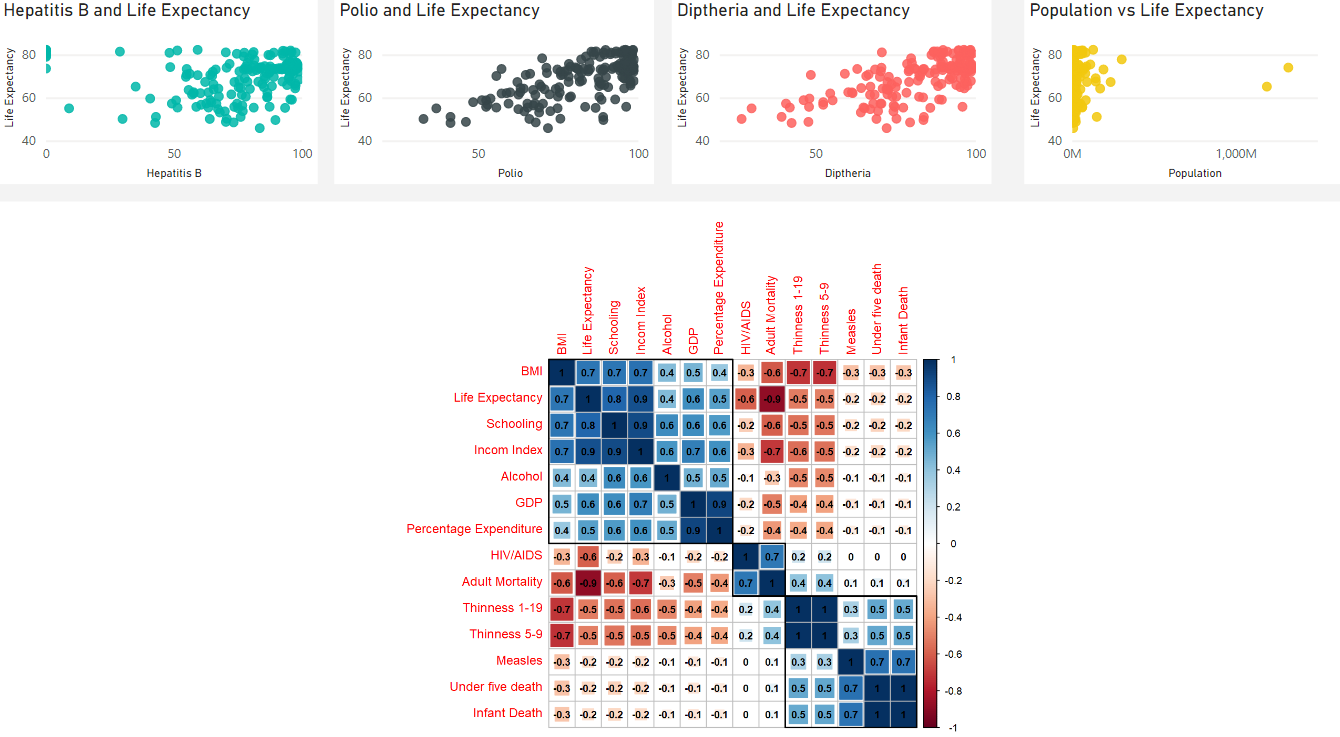 Hepatitis B and Life Expectancy
Life Expectancy
80
60
40
0 50 100
Hepatitis B
Polio and Life Expectancy
Life Expectancy
80
60
40
50 100
Polio
Diptheria and Life Expectancy
Life Expectancy
80
60
40
50 100
Diptheria
Population vs Life Expectancy
Life Expectancy
80
60
40
0M 1,000M
Population
BMI Life Expectancy Schooling Incom Index Alcohol GDP Percentage Expenditure HIV/AIDS Adult Mortality Thinness 1-19 Thinness 5-9 Measles Under five death Infant Death
BMI 1 0.7 0.7 0.7 0.4 0.5 0.4 -0.3 -0.6 -0.7 -0.7 -0.3 -0.3 -0.3
Life Expectancy 0.7 1 0.8 0.9 0.4 0.6 0.5 -0.6 -0.9 -0.5 -0.5 -0.2 -0.2 -0.2
Schooling 0.7 0.8 1 0.9 0.6 0.6 0.6 -0.2 -0.6 -0.5 -0.5 -0.2 -0.2 -0.2
Incom Index 0.7 0.9 0.9 1 0.6 0.7 0.6 -0.3 -0.7 -0.6 -0.5 -0.2 -0.2 -0.2
Alcohol 0.4 0.4 0.6 0.6 1 0.5 0.5 -0.1 -0.3 -0.5 -0.5 -0.1 -0.1 -0.1
GDP 0.5 0.6 0.6 0.7 0.5 1 0.9 -0.2 -0.5 -0.4 -0.4 -0.1 -0.1 -0.1
Percentage Expenditure 0.4 0.5 0.6 0.6 0.5 0.9 1 -0.2 -0.4 -0.4 -0.4 -0.1 -0.1 -0.1
HIV/AIDS -0.3 -0.6 -0.2 -0.3 -0.1 -0.2 -0.2 1 0.7 0.2 0.2 0 0 0
Adult Mortality -0.6 -0.9 -0.6 -0.7 -0.3 -0.5 -0.4 0.7 1 0.4 0.4 0.1 0.1 0.1
Thinness 1-19 -0.7 -0.5 -0.5 -0.6 -0.5 -0.4 -0.4 0.2 0.4 1 1 0.3 0.5 0.5
Thinness 5-9 -0.7 -0.5 -0.5 -0.5 -0.5 -0.4 -0.4 0.2 0.4 1 1 0.3 0.5 0.5
Measles -0.3 -0.2 -0.2 -0.2 -0.1 -0.1 -0.1 0 0.1 0.3 0.3 1 0.7 0.7
Under five death -0.3 -0.2 -0.2 -0.2 -0.1 -0.1 -0.1 0 0.1 0.5 0.5 0.7 1 1
Infant Death -0.3 -0.2 -0.2 -0.2 -0.1 -0.1 -0.1 0 0.1 0.5 0.5 0.7 1 1
1
0.8
0.6
0.4
0.2
0
-0.2
-0.4
-0.6
-0.8
-1